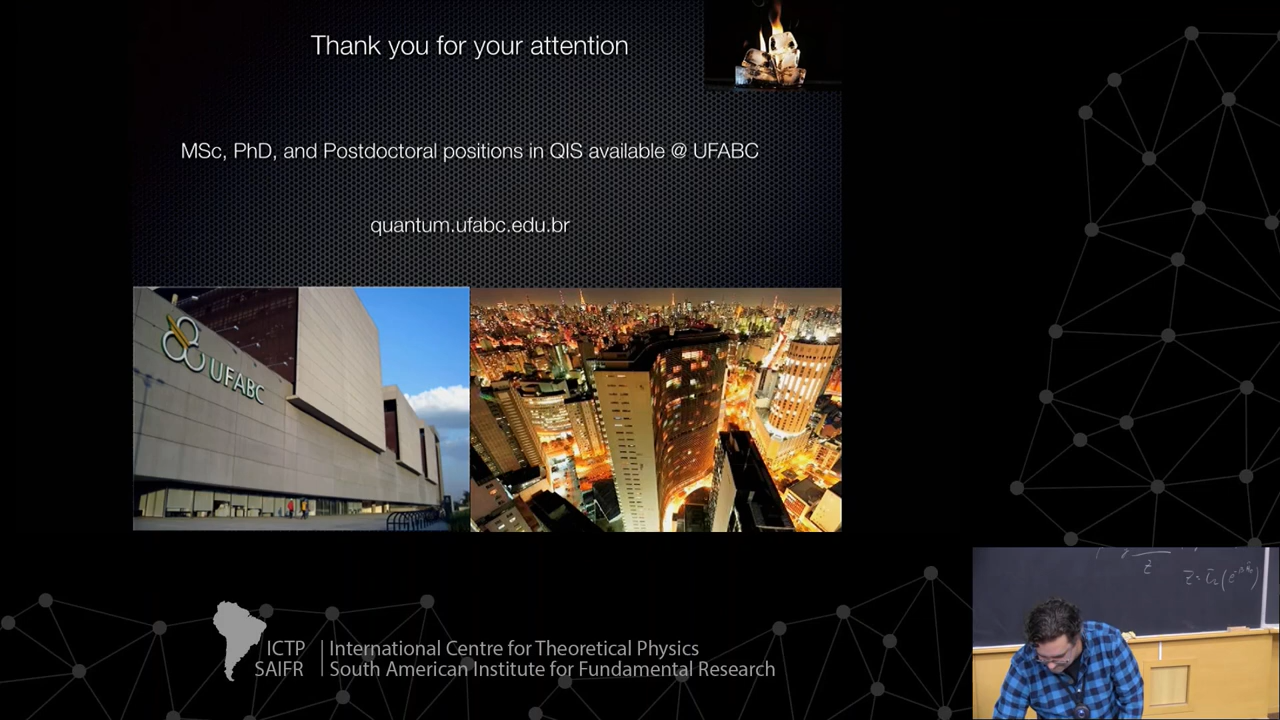 Thank you for your attention
MSc, PhD, and Postdoctoral positions in QIS available @ UFABC
quantum.ufabc.edu.br
UFABC
ICTP
SAIFR
International Centre for Theoretical Physics
South American Institute for Fundamental Research